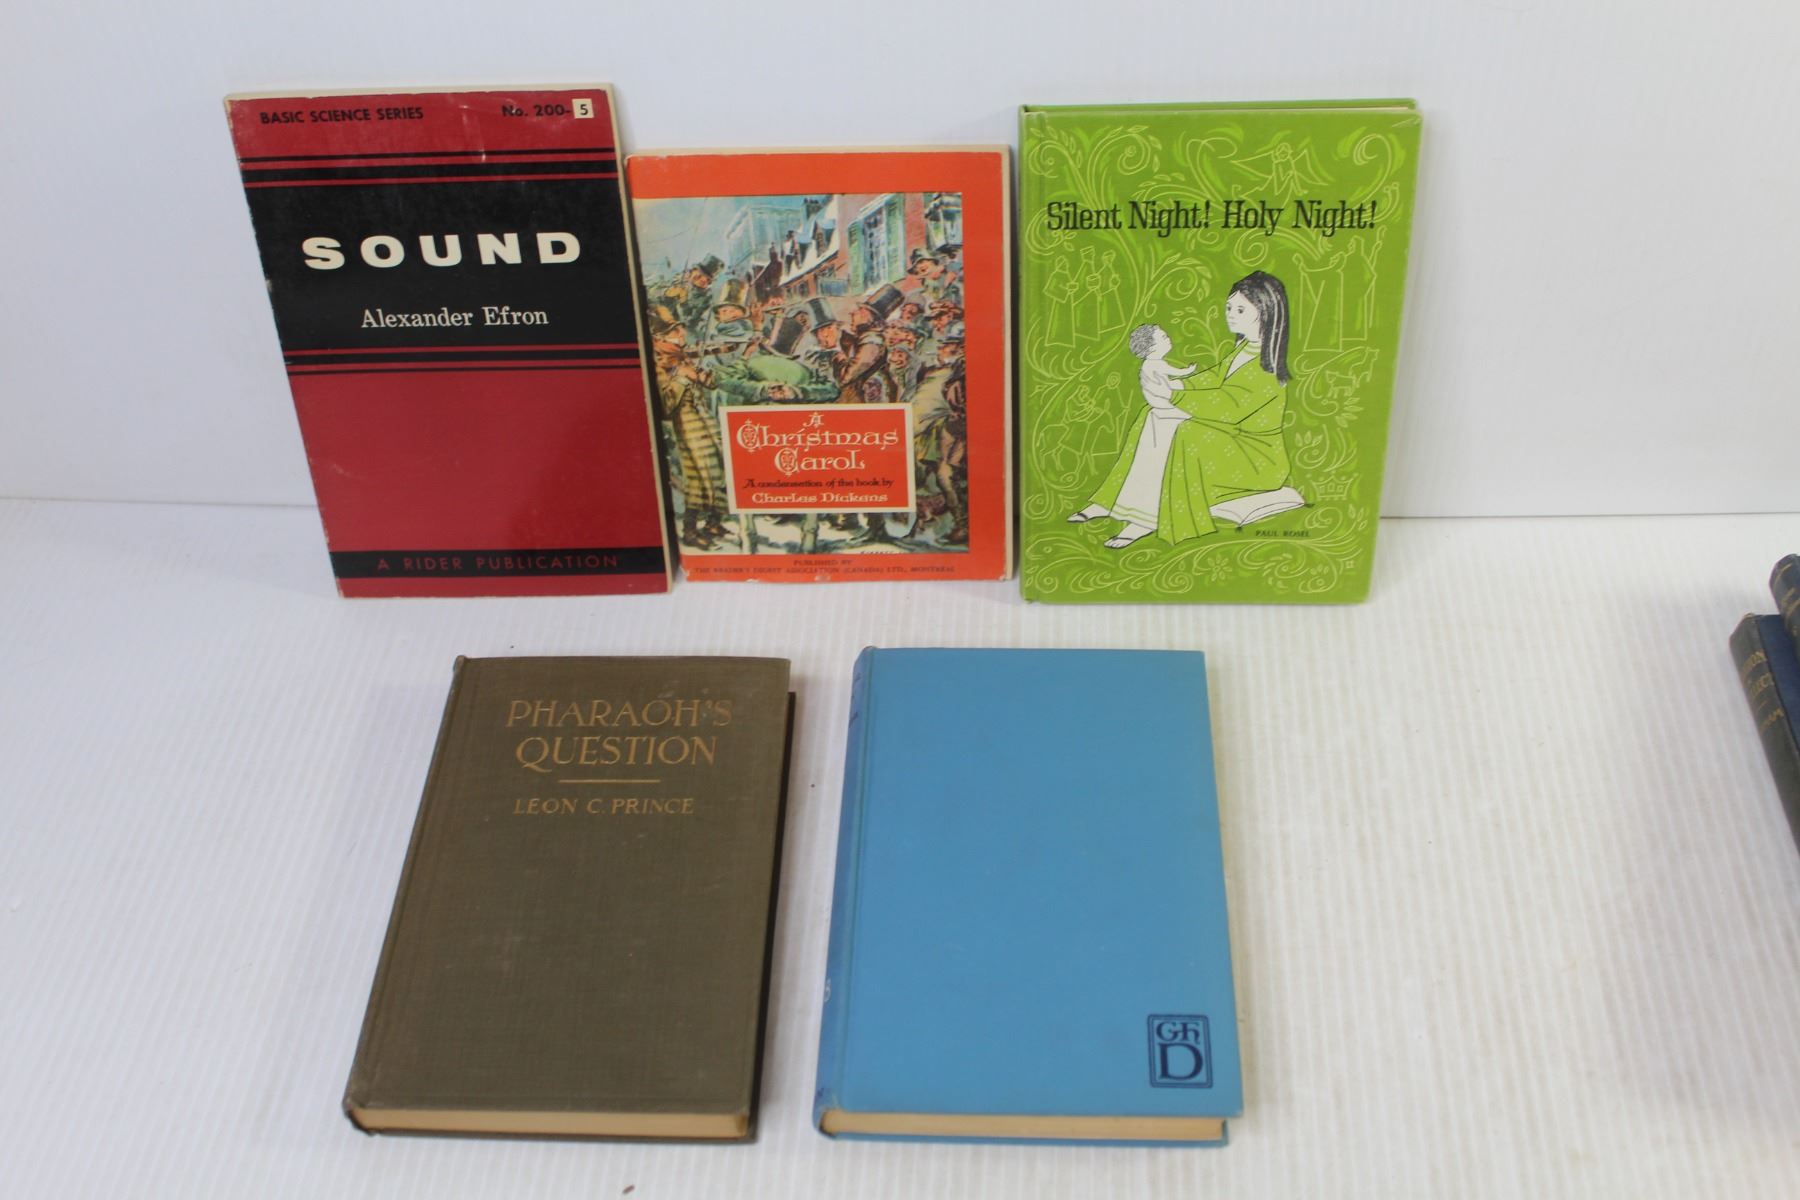 BASIC SCIENCE SERIES No. 200-5
SOUND
Alexander Efron
A RIDER PUBLICATION
A
Christmas
Carol
A condensation of the book by
Charles Dickens
PUBLISHED BY
THE READER'S DIGEST ASSOCIATION (CANADA) LTD., MONTREAL
Silent Night! Holy Night!
PAUL ROSEL
PHARAOH'S
QUESTION
LEON C. PRINCE
GhD